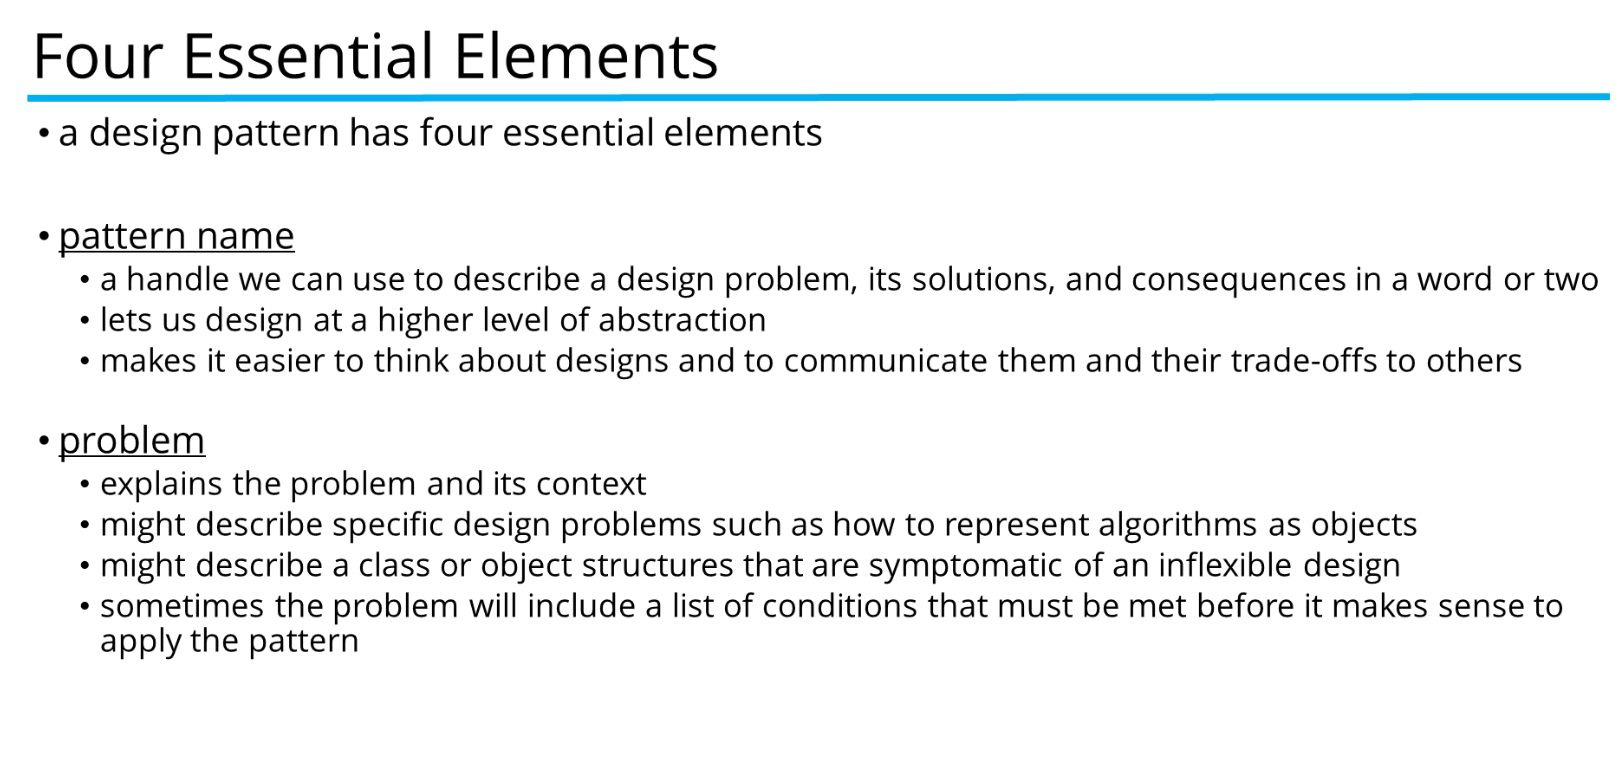 Four Essential Elements
• a design pattern has four essential elements
• pattern name
• a handle we can use to describe a design problem, its solutions, and consequences in a word or two
• lets us design at a higher level of abstraction
• makes it easier to think about designs and to communicate them and their trade-offs to others
• problem
• explains the problem and its context
• might describe specific design problems such as how to represent algorithms as objects
• might describe a class or object structures that are symptomatic of an inflexible design
• sometimes the problem will include a list of conditions that must be met before it makes sense to
apply the pattern